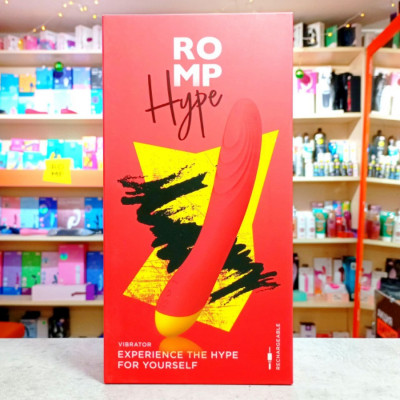 RO
MP
Hype
VIBRATOR
EXPERIENCE THE HYPE
FOR YOURSELF
RECHARGEABLE